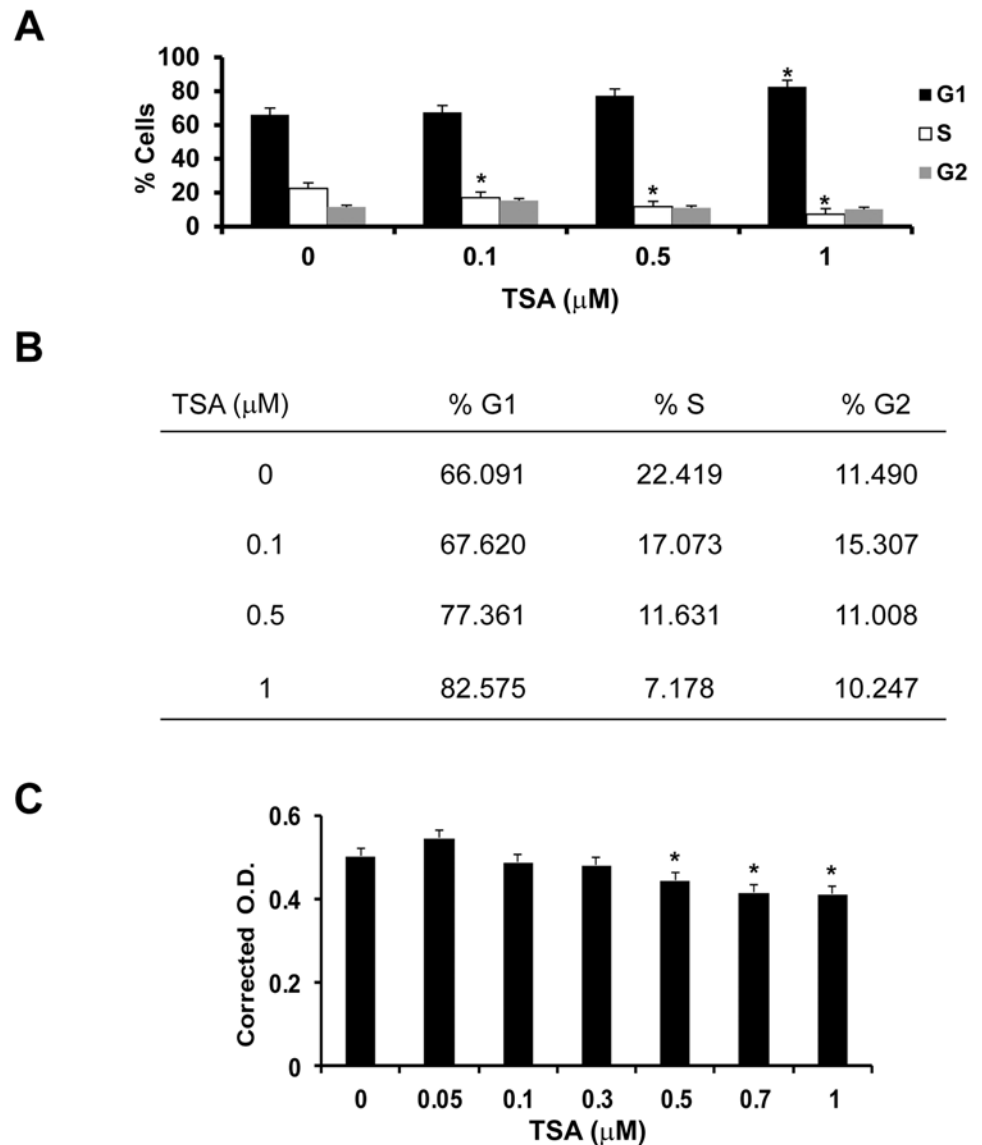 A
100
80
60
40
20
0
% Cells
* * * *
G1
S
G2
0 0.1 0.5 1
TSA (μM)
B
TSA (μM) % G1 % S % G2
0 66.091 22.419 11.490
0.1 67.620 17.073 15.307
0.5 77.361 11.631 11.008
1 82.575 7.178 10.247
C
0.6
0.4
0.2
0
Corrected O.D.
* * *
0 0.05 0.1 0.3 0.5 0.7 1
TSA (μM)